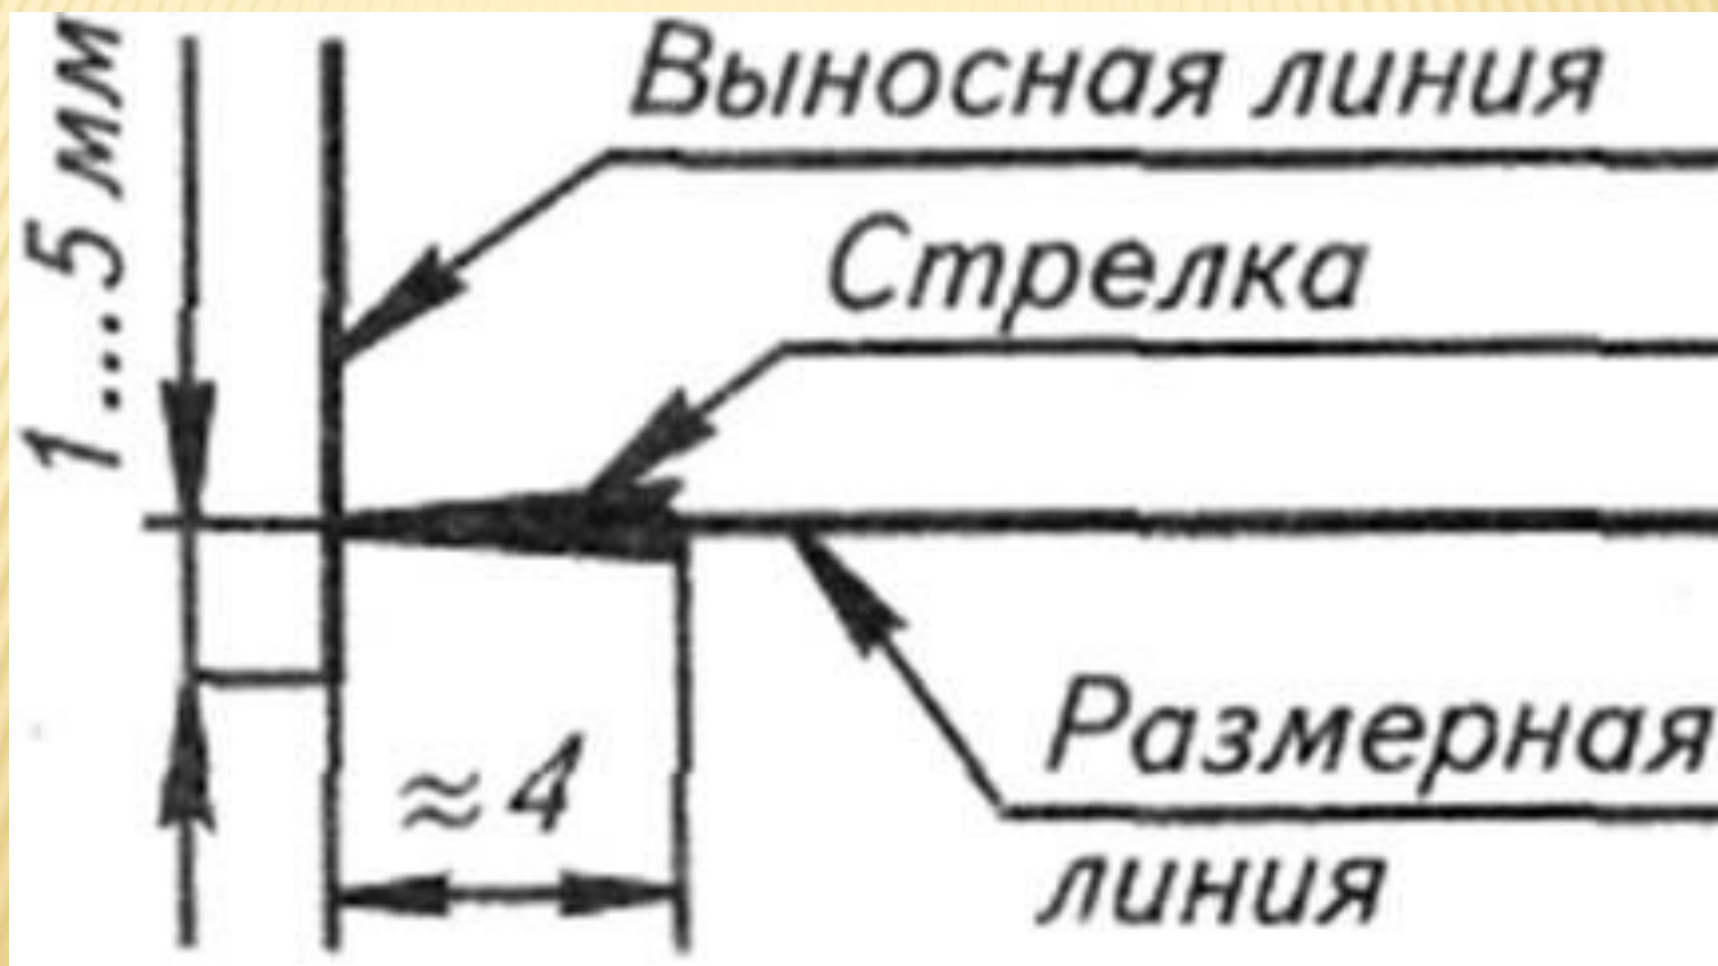 1...5 мм
Выносная линия
Стрелка
Размерная
линия
≈4